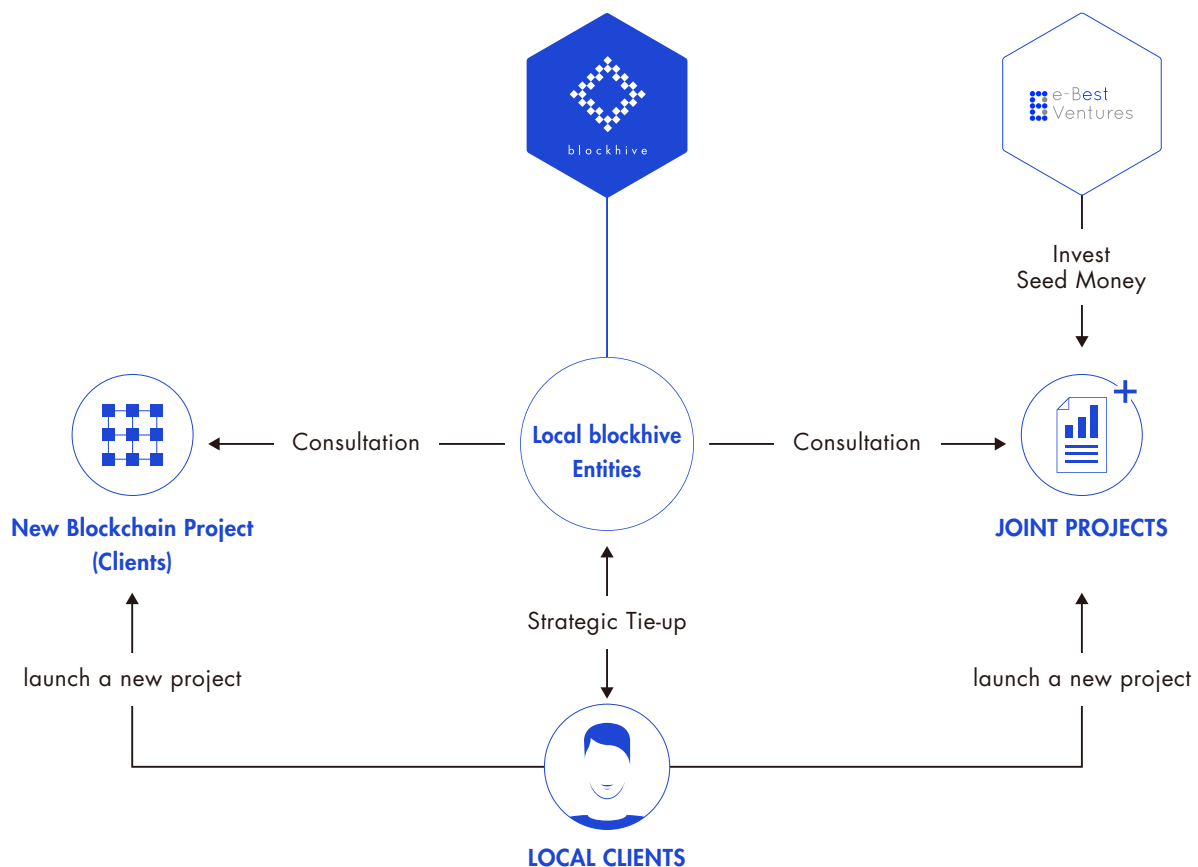 blockhive
e-Best
Ventures
Invest
Seed Money
Consultation
Local blockhive
Entities
Consultation
New Blockchain Project
(Clients)
JOINT PROJECTS
Strategic Tie-up
launch a new project
launch a new project
LOCAL CLIENTS